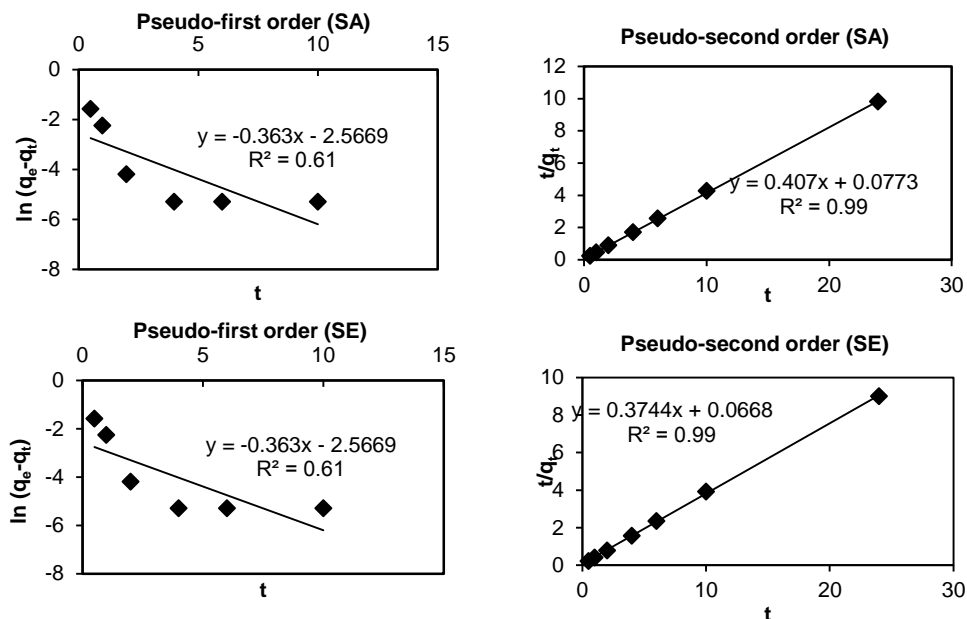 Pseudo-first order (SA)
0 5 10 15
0
-2
-4
-6
-8
ln (qe-qt)
y = -0.363x - 2.5669
R² = 0.61
t
Pseudo-second order (SA)
12
10
8
6
4
2
0
t/qt
y = 0.407x + 0.0773
R² = 0.99
0 10 20 30
t
Pseudo-first order (SE)
0 5 10 15
0
-2
-4
-6
-8
ln (qe-qt)
y = -0.363x - 2.5669
R² = 0.61
t
Pseudo-second order (SE)
10
8
6
4
2
0
t/qt
y = 0.3744x + 0.0668
R² = 0.99
0 10 20 30
t